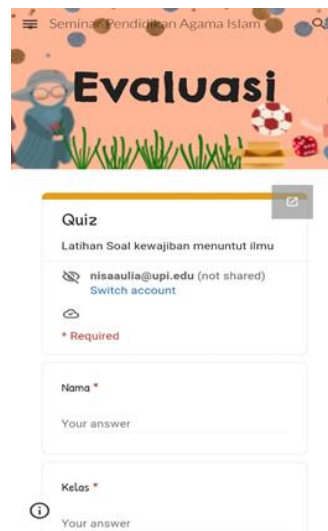 Seminar Pendidikan Agama Islam
Evaluasi
Quiz
Latihan Soal kewajiban menuntut ilmu
nisaaulia@upi.edu (not shared)
Switch account
* Required
Nama *
Your answer
Kelas *
Your answer